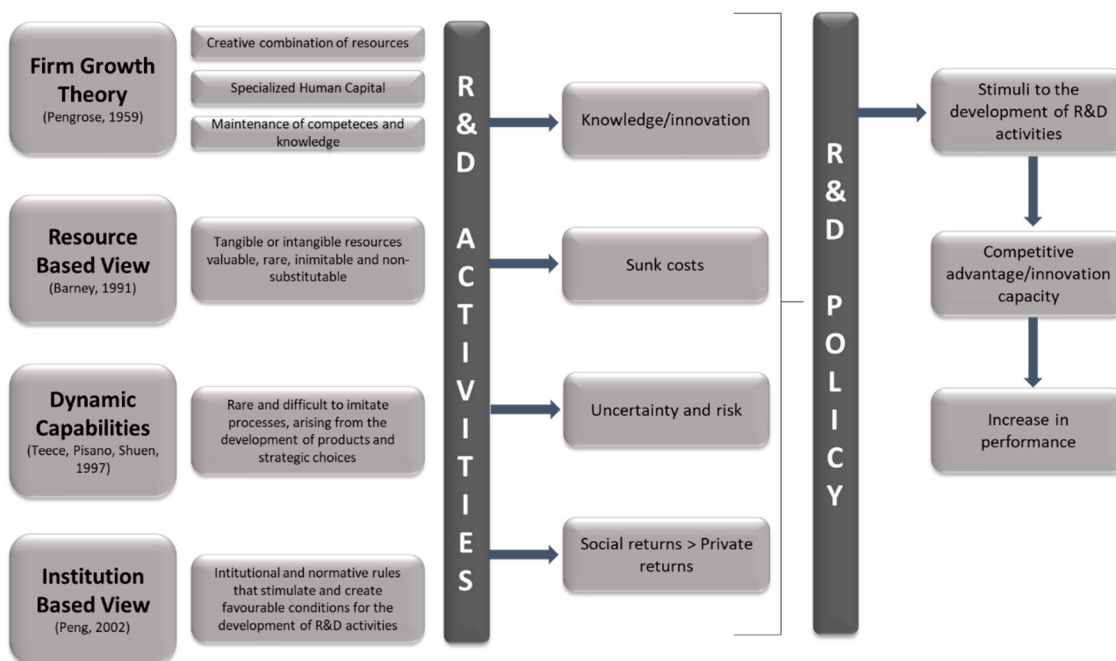 Firm Growth
Theory
(Pengrose, 1959)
Creative combination of resources
Specialized Human Capital
Maintenance of competeces and
knowledge
Resource
Based View
(Barney, 1991)
Tangible or intangible resources
valuable, rare, inimitable and non-
substitutable
Dynamic
Capabilities
(Teece, Pisano, Shuen,
1997)
Rare and difficult to imitate
processes, arising from the
development of products and
strategic choices
Institution
Based View
(Peng, 2002)
Institutional and normative rules
that stimulate and create
favourable conditions for the
development of R&D activities
R&D ACTIVITIES
Knowledge/innovation
Sunk costs
Uncertainty and risk
Social returns > Private
returns
R&D POLICY
Stimuli to the
development of R&D
activities
Competitive
advantage/innovation
capacity
Increase in
performance